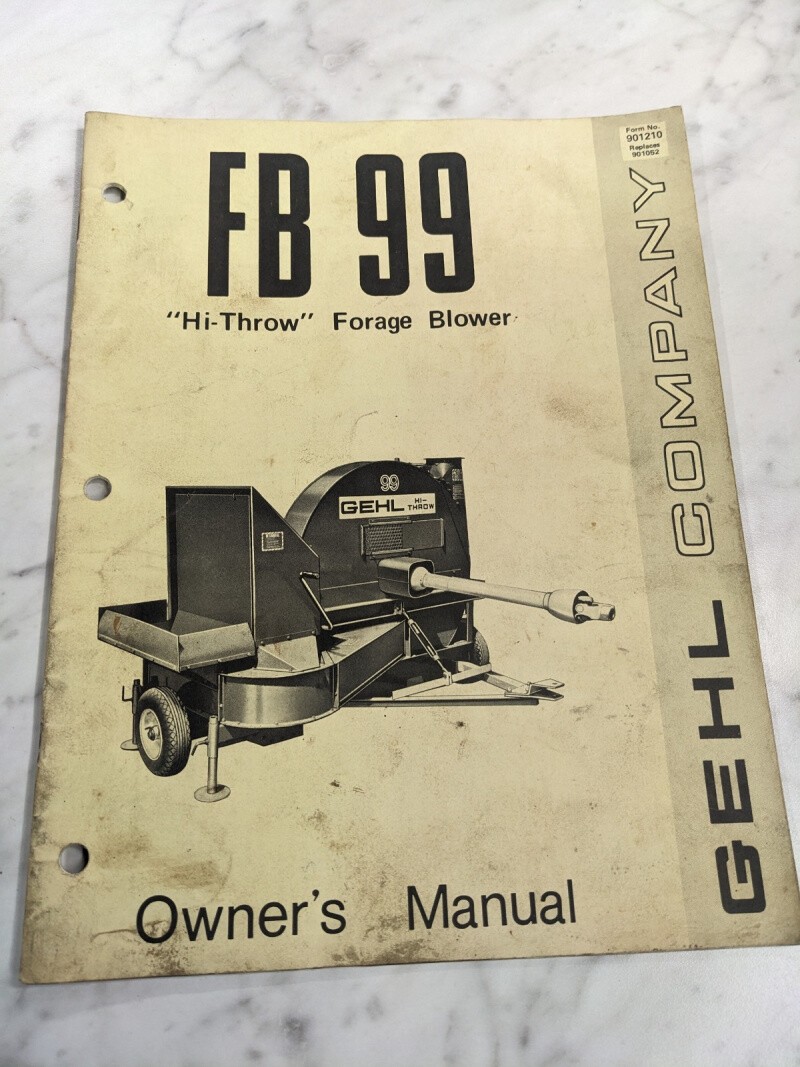 Form No.
901210
Replaces
901052
FB 99
"Hi-Throw" Forage Blower
99
GEHL HI-
THROW
Owner's Manual
GEHL COMPANY